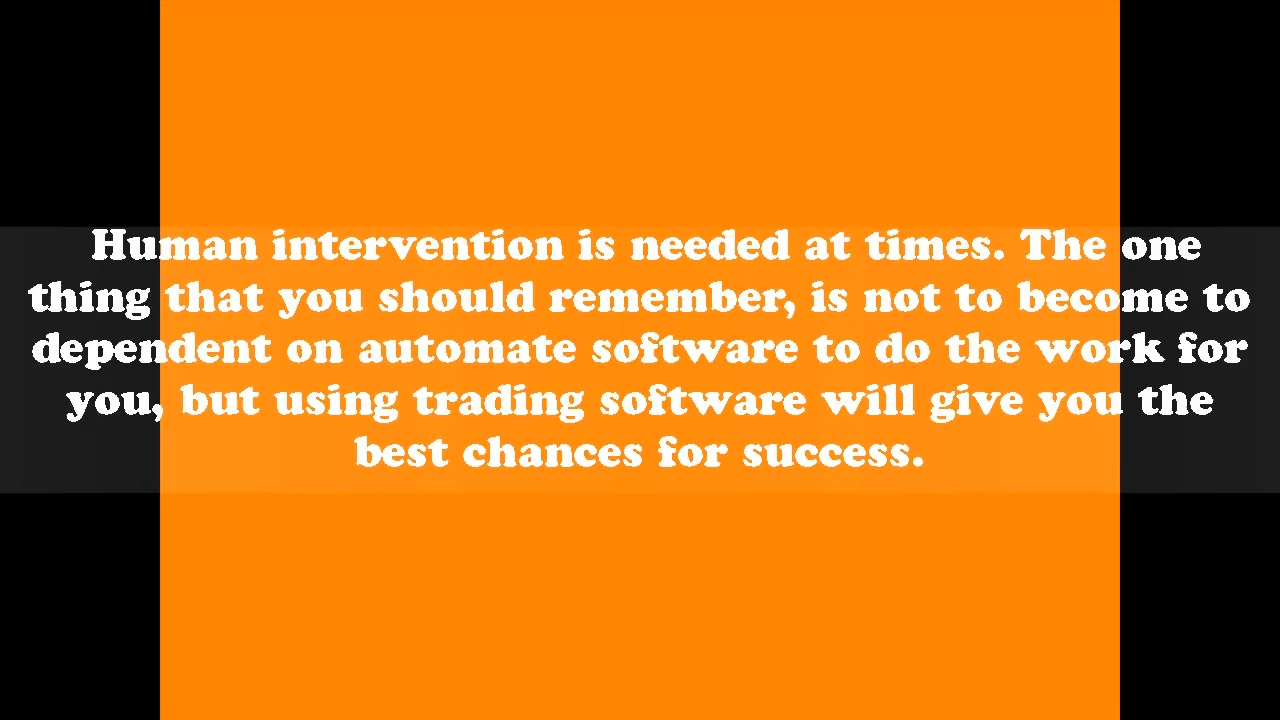 Human intervention is needed at times. The one
thing that you should remember, is not to become to
dependent on automate software to do the work for
you, but using trading software will give you the
best chances for success.